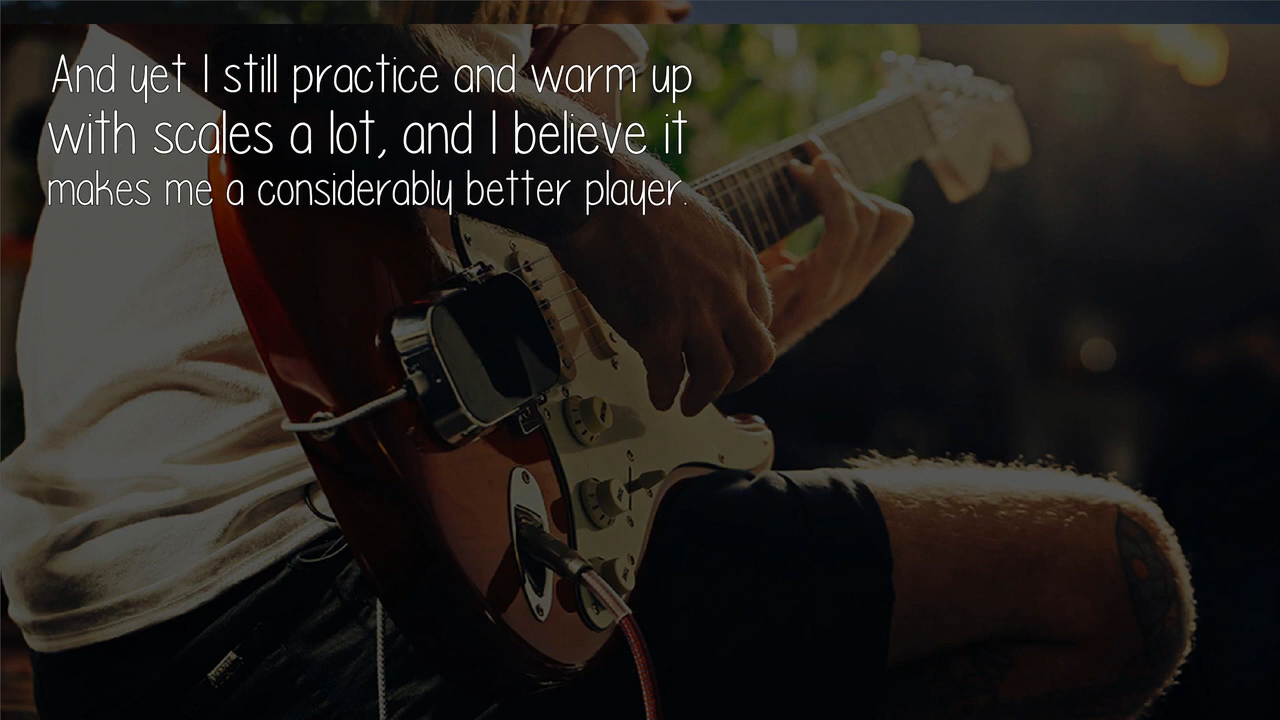 And yet I still practice and warm up
with scales a lot, and I believe it
makes me a considerably better player.